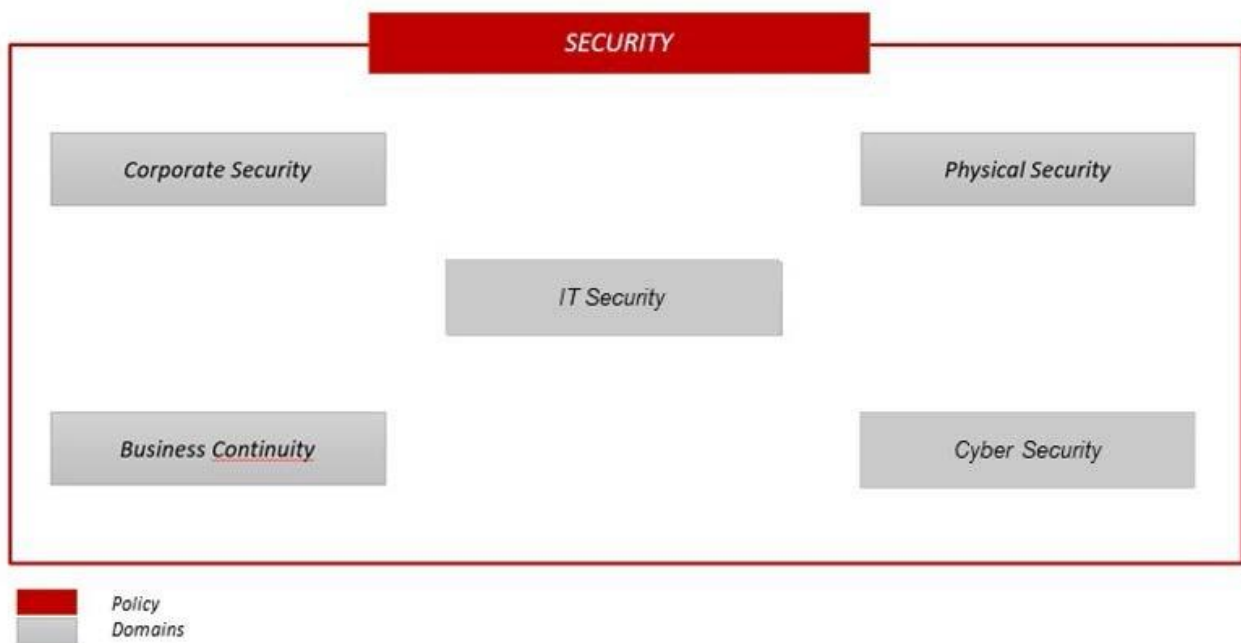 SECURITY
Corporate Security
Physical Security
IT Security
Business Continuity
Cyber Security
Policy
Domains